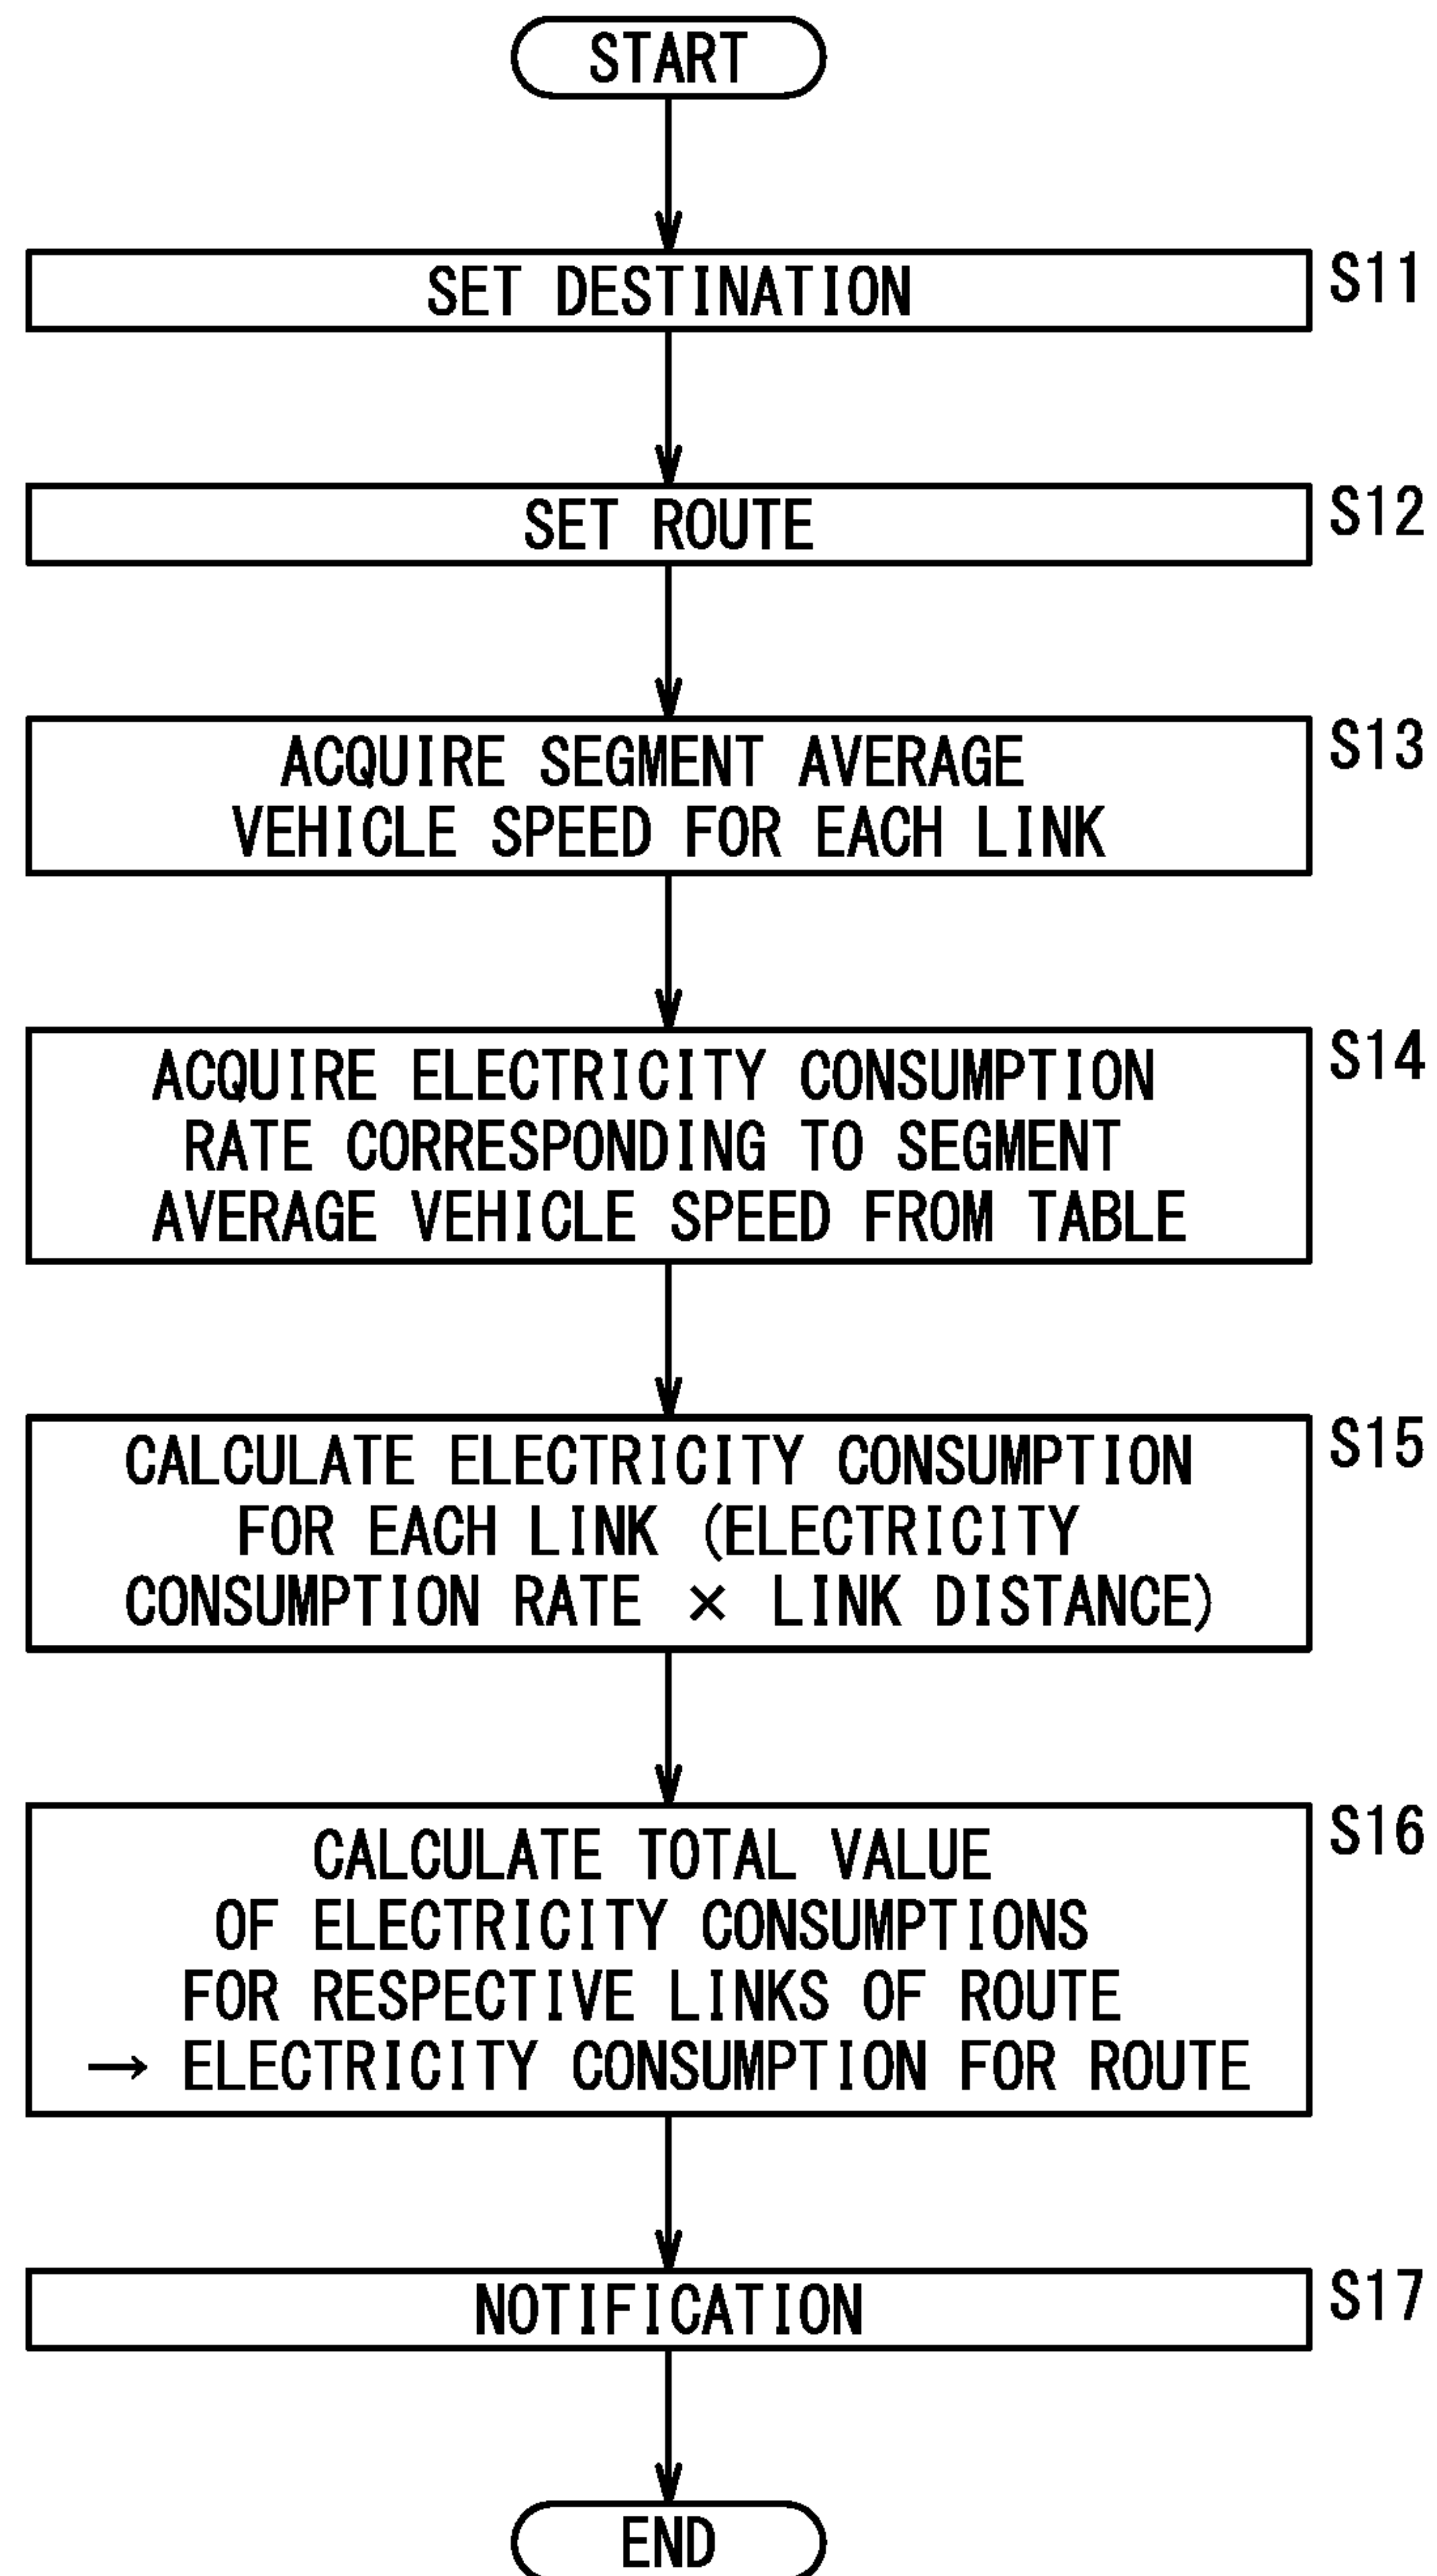 START
SET DESTINATION
S11
SET ROUTE
S12
ACQUIRE SEGMENT AVERAGE
VEHICLE SPEED FOR EACH LINK
S13
ACQUIRE ELECTRICITY CONSUMPTION
RATE CORRESPONDING TO SEGMENT
AVERAGE VEHICLE SPEED FROM TABLE
S14
CALCULATE ELECTRICITY CONSUMPTION
FOR EACH LINK (ELECTRICITY
CONSUMPTION RATE × LINK DISTANCE)
S15
CALCULATE TOTAL VALUE
OF ELECTRICITY CONSUMPTIONS
FOR RESPECTIVE LINKS OF ROUTE
→ ELECTRICITY CONSUMPTION FOR ROUTE
S16
NOTIFICATION
S17
END